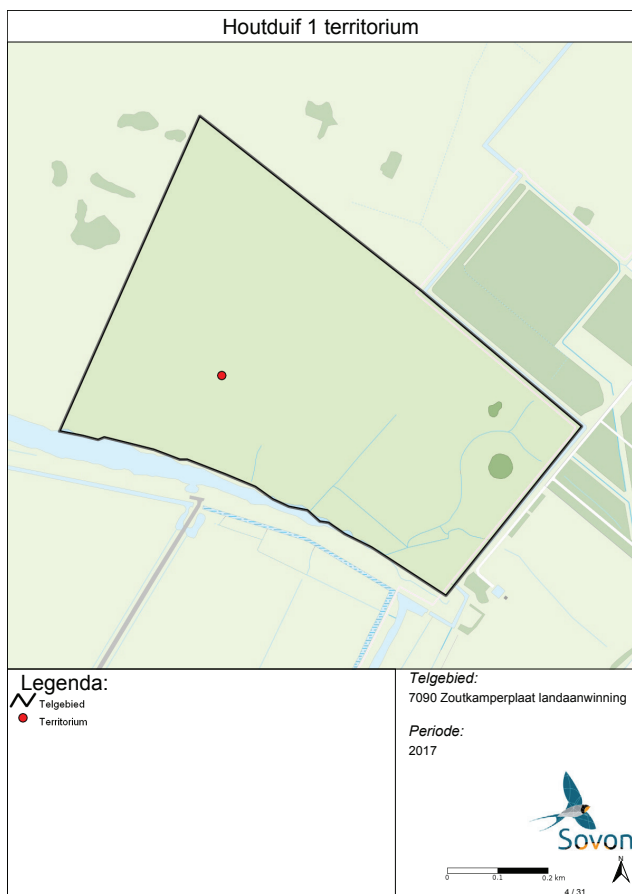 Houtduif 1 territorium
Legenda:
Telgebied
Territorium
Telgebied:
7090 Zoutkamperplaat landaanwinning
Periode:
2017
Sovon
N
0 0.1 0.2 km
4 / 31